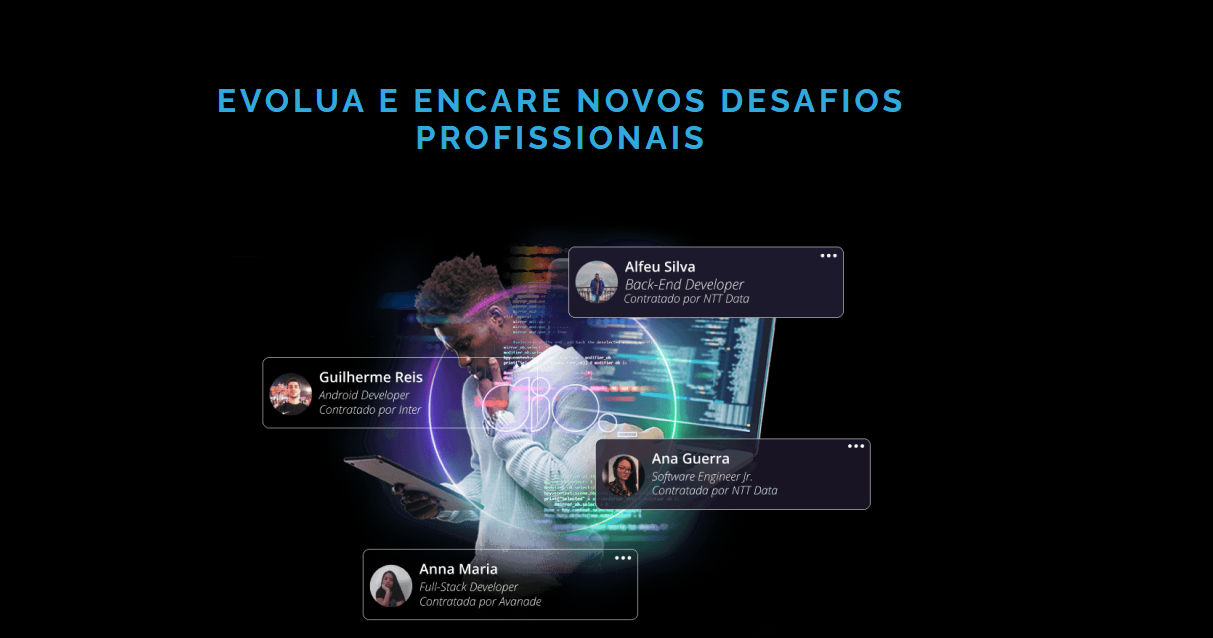 EVOLUA E ENCARE NOVOS DESAFIOS
PROFISSIONAIS
Alfeu Silva
Back-End Developer
Contratado por NTT Data
Guilherme Reis
Android Developer
Contratado por Inter
dio.
Ana Guerra
Software Engineer Jr.
Contratada por NTT Data
Anna Maria
Full-Stack Developer
Contratada por Avanade